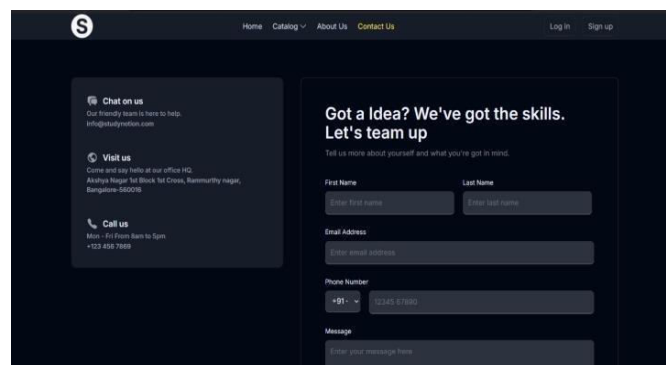 S
Home Catalog About Us Contact Us Log In Sign up
Chat on us
Our friendly team is here to help.
info@studynotion.com
Visit us
Come and say hello at our office HQ.
Akshya Nagar 1st Block 1st Cross, Rammurthy nagar,
Bangalore-560016
Call us
Mon - Fri From 8am to 5pm
+123 456 7869
Got a Idea? We've got the skills.
Let's team up
Tell us more about yourself and what you're got in mind.
First Name Last Name
Enter first name Enter last name
Email Address
Enter email address
Phone Number
+91 - 12345 67890
Message
Enter your message here